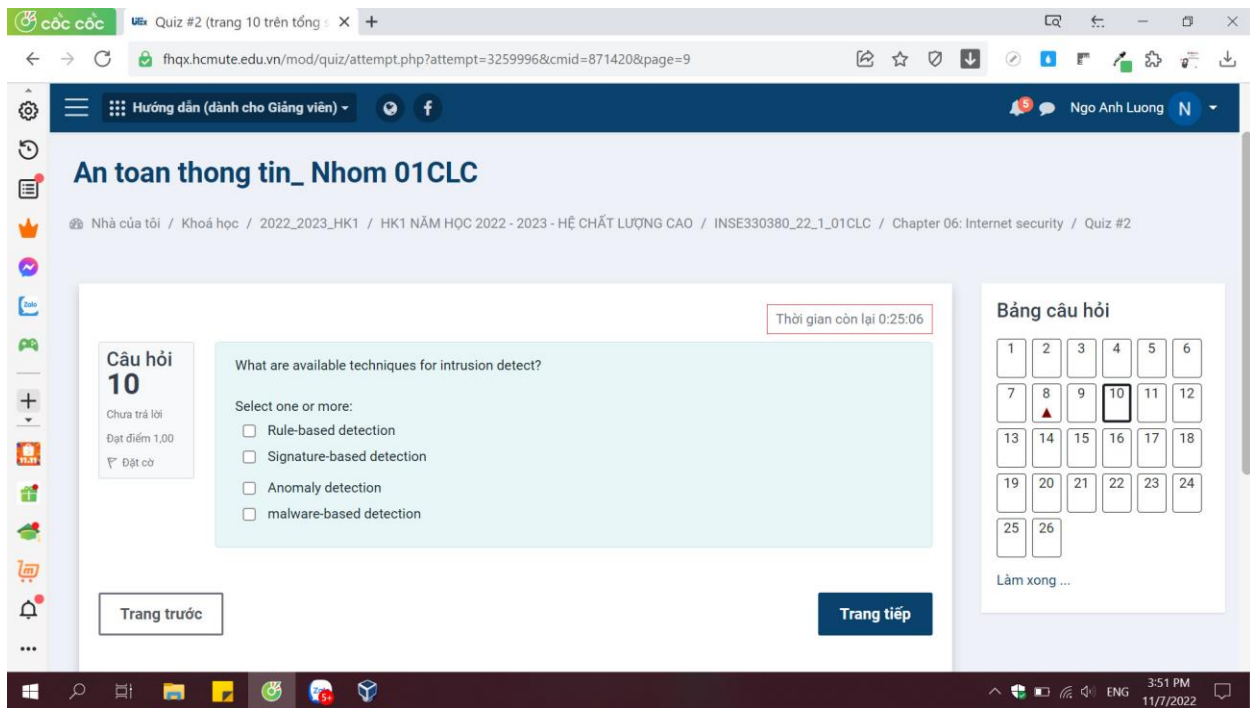 cốc cốc
Quiz #2 (trang 10 trên tổng s
fhqx.hcmute.edu.vn/mod/quiz/attempt.php?attempt=3259996&cmid=871420&page=9
Hướng dẫn (dành cho Giảng viên)
5
Ngo Anh Luong N
An toan thong tin_ Nhom 01CLC
Nhà của tôi / Khoá học / 2022_2023_HK1 / HK1 NĂM HỌC 2022 - 2023 - HỆ CHẤT LƯỢNG CAO / INSE330380_22_1_01CLC / Chapter 06: Internet security / Quiz #2
Thời gian còn lại 0:25:06
Câu hỏi
10
Chưa trả lời
Đạt điểm 1,00
Đặt cờ
What are available techniques for intrusion detect?
Select one or more:
Rule-based detection
Signature-based detection
Anomaly detection
malware-based detection
Trang trước
Trang tiếp
Bảng câu hỏi
1 2 3 4 5 6
7 8 9 10 11 12
13 14 15 16 17 18
19 20 21 22 23 24
25 26
Làm xong ...
Zalo
11.11
5+
ENG
3:51 PM
11/7/2022